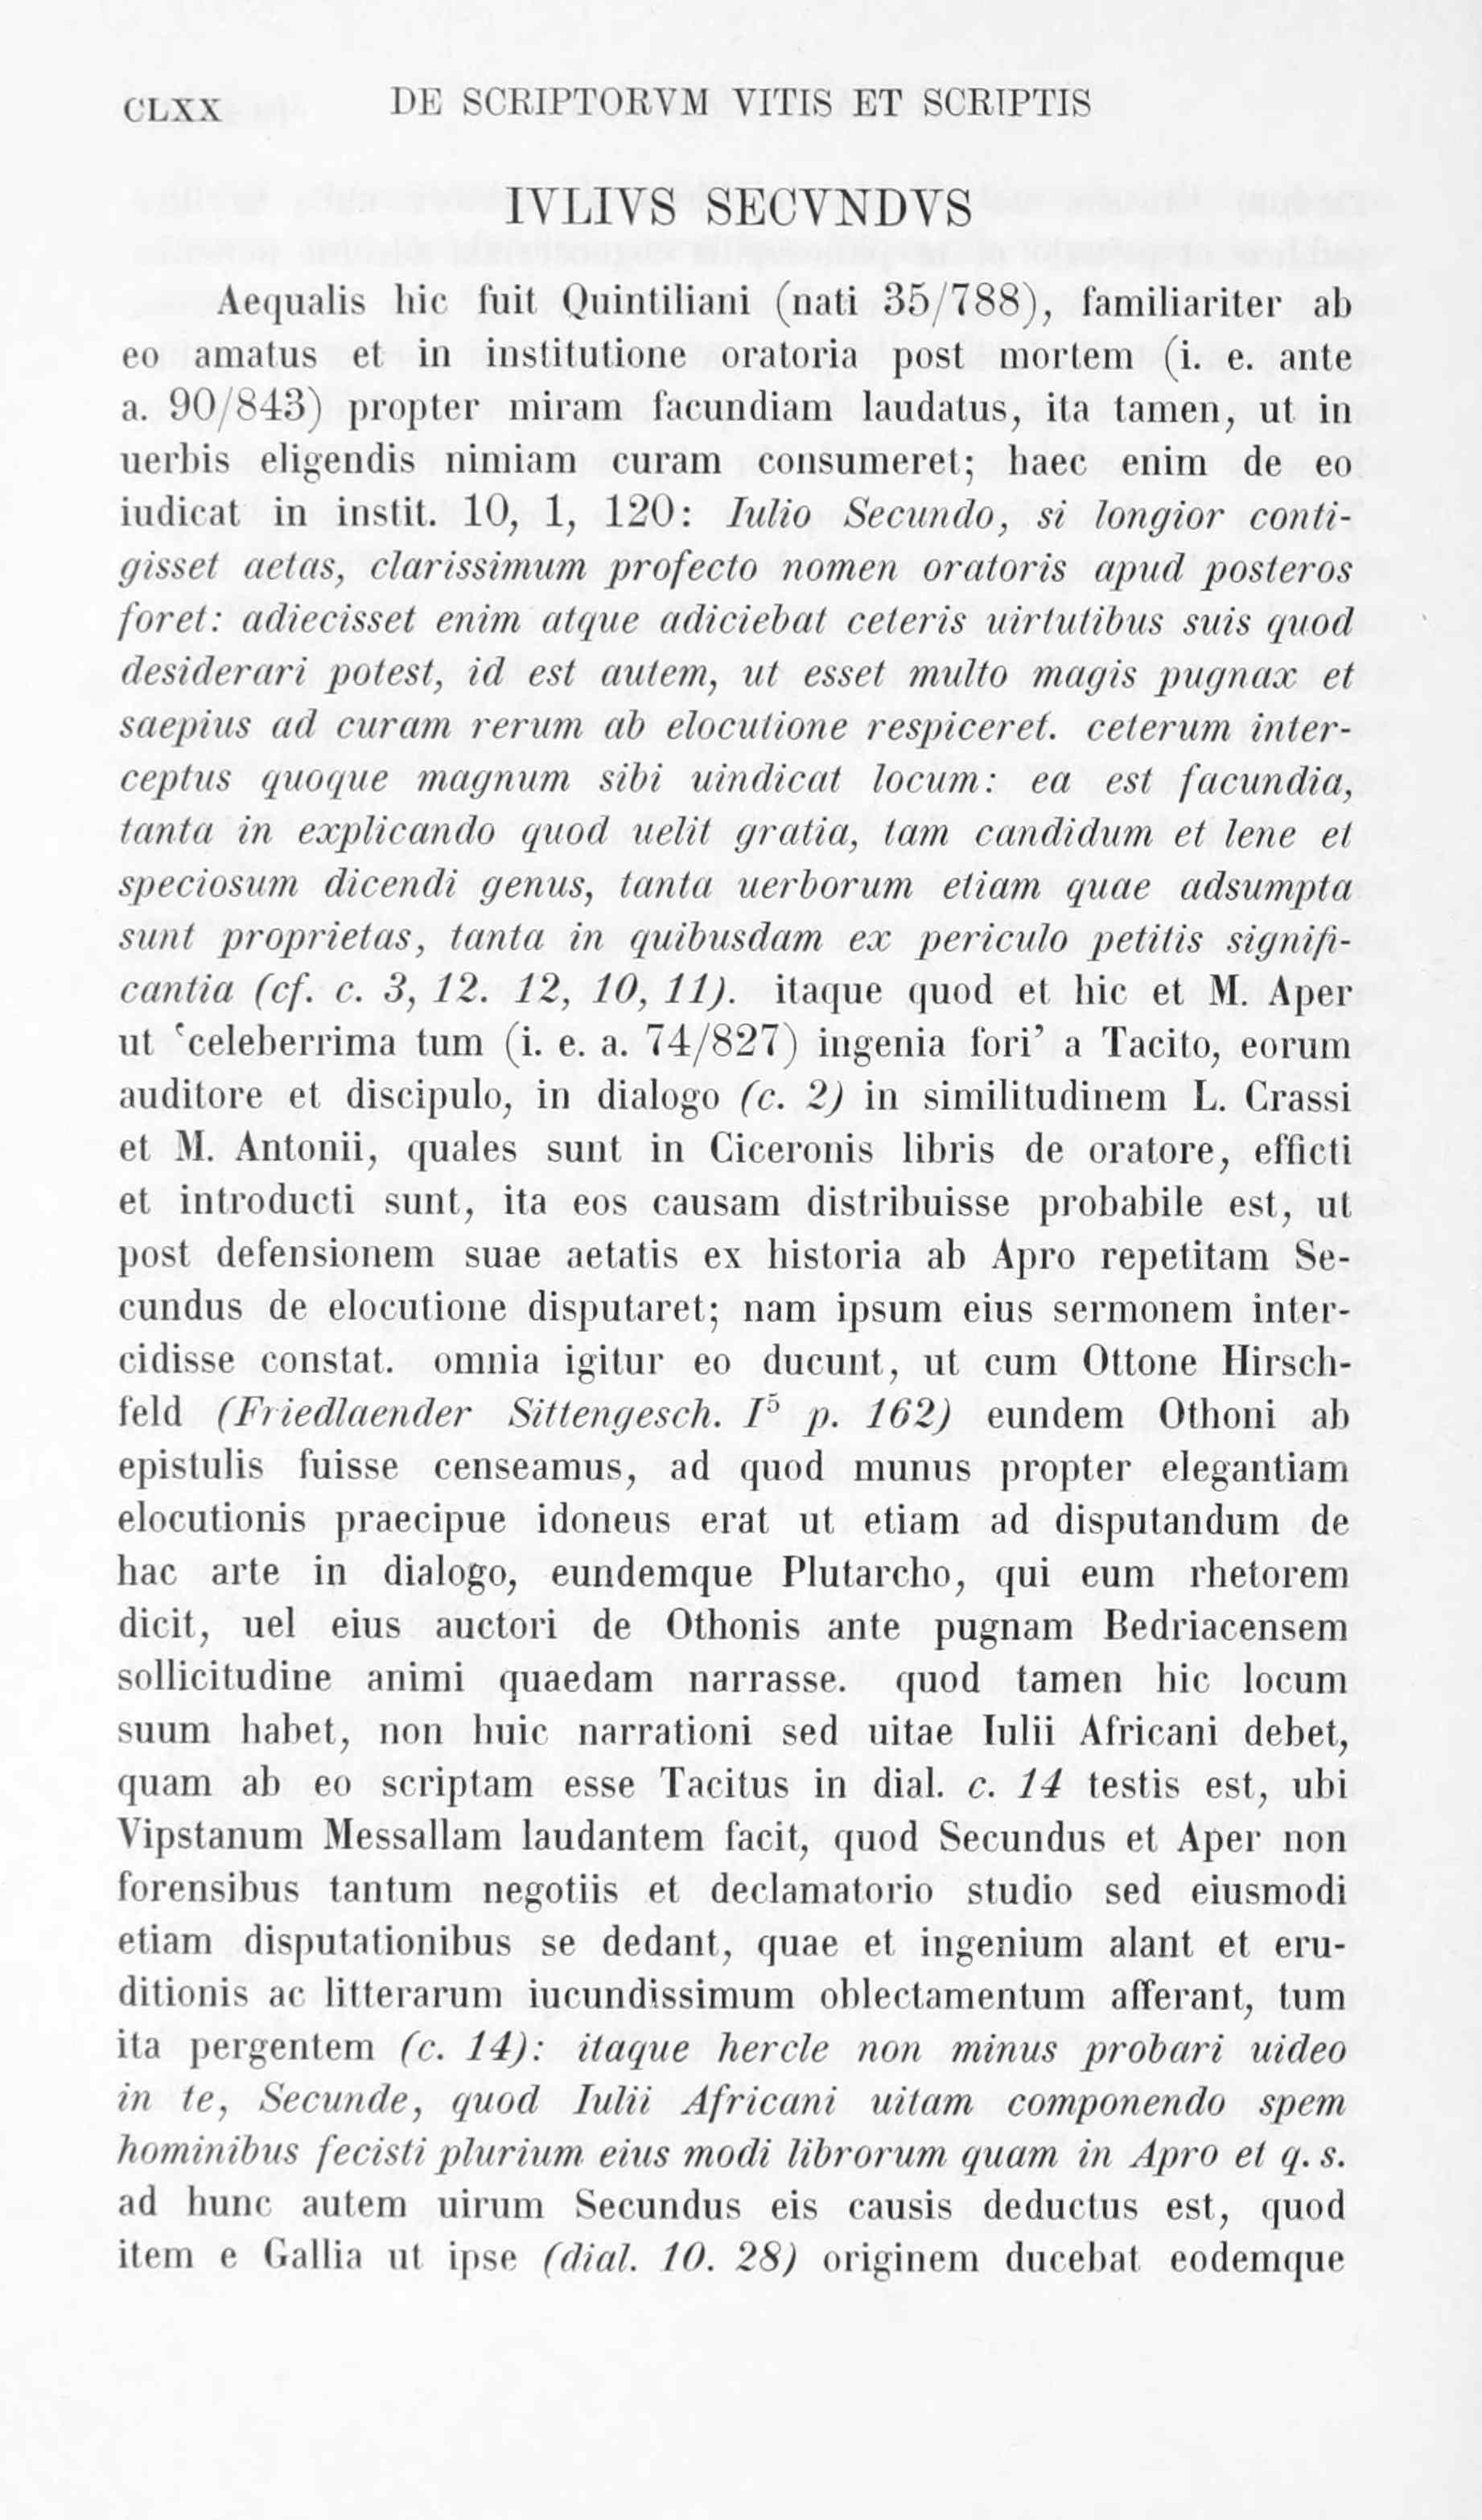 CLXX DE SCRIPTORVM VITIS ET SCRIPTIS
IVLIVS SECVNDVS
Aequalis hic fuit Quintiliani (nati 35/788), familiariter ab
eo amatus et in institutione oratoria post mortem (i. e. ante
a. 90/843) propter miram facundiam laudatus, ita tamen, ut in
uerbis eligendis nimiam curam consumeret; haec enim de eo
iudicat in instit. 10, 1, 120: Iulio Secundo, si longior conti-
gisset aetas, clarissimum profecto nomen oratoris apud posteros
foret: adiecisset enim atque adiciebat ceteris uirtutibus suis quod
desiderari potest, id est autem, ut esset multo magis pugnax et
saepius ad curam rerum ab elocutione respiceret. ceterum inter-
ceptus quoque magnum sibi uindicat locum: ea est facundia,
tanta in explicando quod uelit gratia, tam candidum et lene et
speciosum dicendi genus, tanta uerborum etiam quae adsumpta
sunt proprietas, tanta in quibusdam ex periculo petitis signifi-
cantia (cf. c. 3, 12. 12, 10, 11). itaque quod et hic et M. Aper
ut ‛celeberrima tum (i. e. a. 74/827) ingenia fori’ a Tacito, eorum
auditore et discipulo, in dialogo (c. 2) in similitudinem L. Crassi
et M. Antonii, quales sunt in Ciceronis libris de oratore, efficti
et introducti sunt, ita eos causam distribuisse probabile est, ut
post defensionem suae aetatis ex historia ab Apro repetitam Se-
cundus de elocutione disputaret; nam ipsum eius sermonem inter-
cidisse constat. omnia igitur eo ducunt, ut cum Ottone Hirsch-
feld (Friedlaender Sittengesch. I⁵ p. 162) eundem Othoni ab
epistulis fuisse censeamus, ad quod munus propter elegantiam
elocutionis praecipue idoneus erat ut etiam ad disputandum de
hac arte in dialogo, eundemque Plutarcho, qui eum rhetorem
dicit, uel eius auctori de Othonis ante pugnam Bedriacensem
sollicitudine animi quaedam narrasse. quod tamen hic locum
suum habet, non huic narrationi sed uitae Iulii Africani debet,
quam ab eo scriptam esse Tacitus in dial. c. 14 testis est, ubi
Vipstanum Messallam laudantem facit, quod Secundus et Aper non
forensibus tantum negotiis et declamatorio studio sed eiusmodi
etiam disputationibus se dedant, quae et ingenium alant et eru-
ditionis ac litterarum iucundissimum oblectamentum afferant, tum
ita pergentem (c. 14): itaque hercle non minus probari uideo
in te, Secunde, quod Iulii Africani uitam componendo spem
hominibus fecisti plurium eius modi librorum quam in Apro et q. s.
ad hunc autem uirum Secundus eis causis deductus est, quod
item e Gallia ut ipse (dial. 10. 28) originem ducebat eodemque